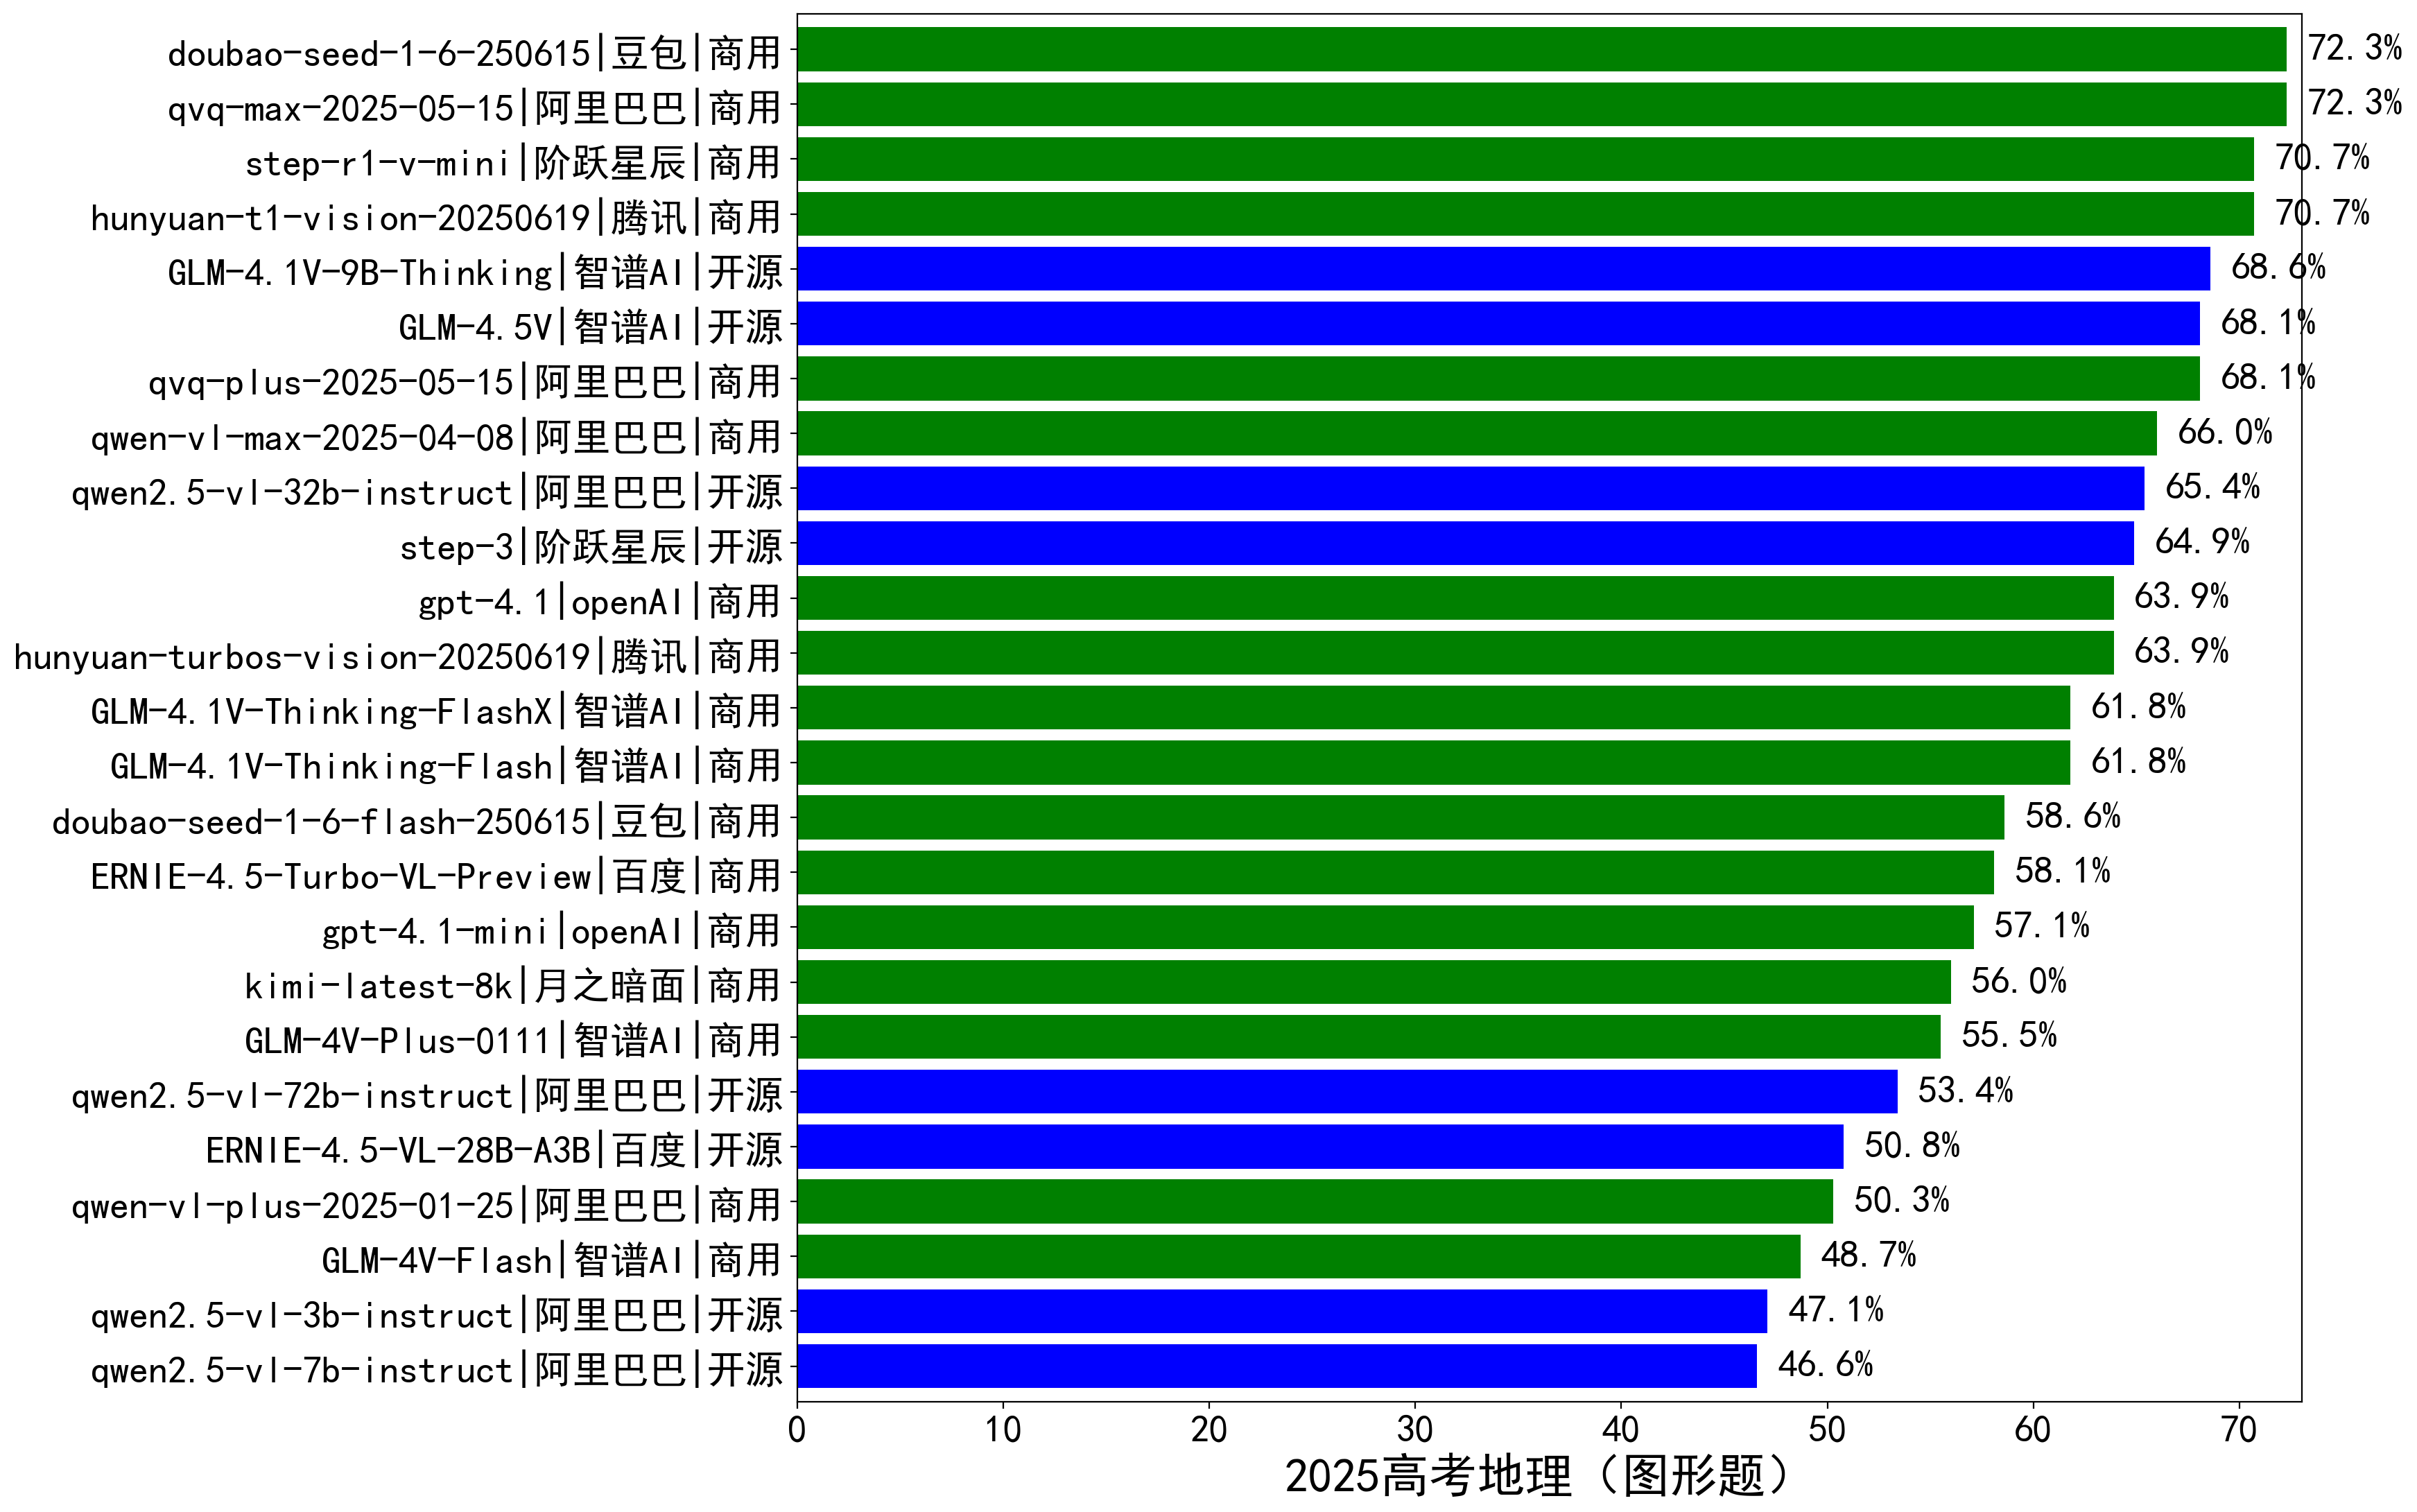 doubao-seed-1-6-250615|豆包|商用 72.3%
qvq-max-2025-05-15|阿里巴巴|商用 72.3%
step-r1-v-mini|阶跃星辰|商用 70.7%
hunyuan-t1-vision-20250619|腾讯|商用 70.7%
GLM-4.1V-9B-Thinking|智谱AI|开源 68.6%
GLM-4.5V|智谱AI|开源 68.1%
qvq-plus-2025-05-15|阿里巴巴|商用 68.1%
qwen-vl-max-2025-04-08|阿里巴巴|商用 66.0%
qwen2.5-vl-32b-instruct|阿里巴巴|开源 65.4%
step-3|阶跃星辰|开源 64.9%
gpt-4.1|openAI|商用 63.9%
hunyuan-turbos-vision-20250619|腾讯|商用 63.9%
GLM-4.1V-Thinking-FlashX|智谱AI|商用 61.8%
GLM-4.1V-Thinking-Flash|智谱AI|商用 61.8%
doubao-seed-1-6-flash-250615|豆包|商用 58.6%
ERNIE-4.5-Turbo-VL-Preview|百度|商用 58.1%
gpt-4.1-mini|openAI|商用 57.1%
kimi-latest-8k|月之暗面|商用 56.0%
GLM-4V-Plus-0111|智谱AI|商用 55.5%
qwen2.5-vl-72b-instruct|阿里巴巴|开源 53.4%
ERNIE-4.5-VL-28B-A3B|百度|开源 50.8%
qwen-vl-plus-2025-01-25|阿里巴巴|商用 50.3%
GLM-4V-Flash|智谱AI|商用 48.7%
qwen2.5-vl-3b-instruct|阿里巴巴|开源 47.1%
qwen2.5-vl-7b-instruct|阿里巴巴|开源 46.6%
0 10 20 30 40 50 60 70
2025高考地理（图形题）